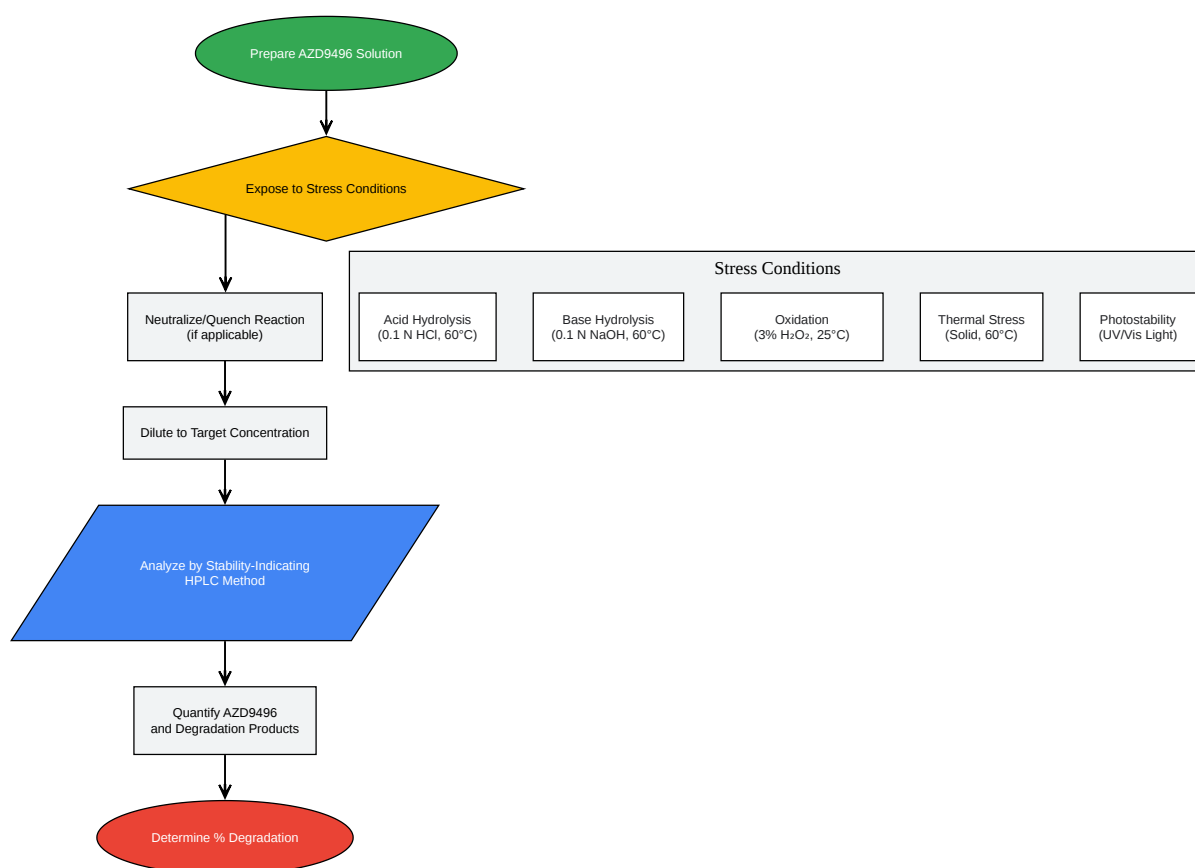 Prepare AZD9496 Solution
Expose to Stress Conditions
Neutralize/Quench Reaction
(if applicable)
Stress Conditions
Acid Hydrolysis
(0.1 N HCl, 60°C)
Base Hydrolysis
(0.1 N NaOH, 60°C)
Oxidation
(3% H₂O₂, 25°C)
Thermal Stress
(Solid, 60°C)
Photostability
(UV/Vis Light)
Dilute to Target Concentration
Analyze by Stability-Indicating
HPLC Method
Quantify AZD9496
and Degradation Products
Determine % Degradation